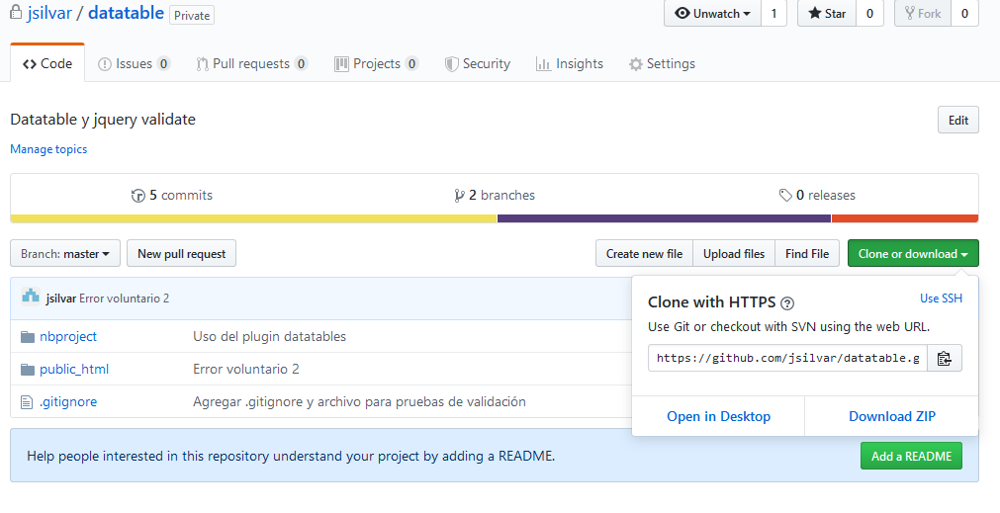 jsilvar / datatable Private Unwatch 1 Star 0 Fork 0
Code Issues 0 Pull requests 0 Projects 0 Security Insights Settings
Datatable y jquery validate Edit
Manage topics
5 commits 2 branches 0 releases
Branch: master New pull request Create new file Upload files Find File Clone or download
jsilvar Error voluntario 2
Clone with HTTPS ? Use SSH
Use Git or checkout with SVN using the web URL.
https://github.com/jsilvar/datatable.g
Open in Desktop Download ZIP
nbproject Uso del plugin datatables
public_html Error voluntario 2
.gitignore Agregar .gitignore y archivo para pruebas de validación
Help people interested in this repository understand your project by adding a README. Add a README